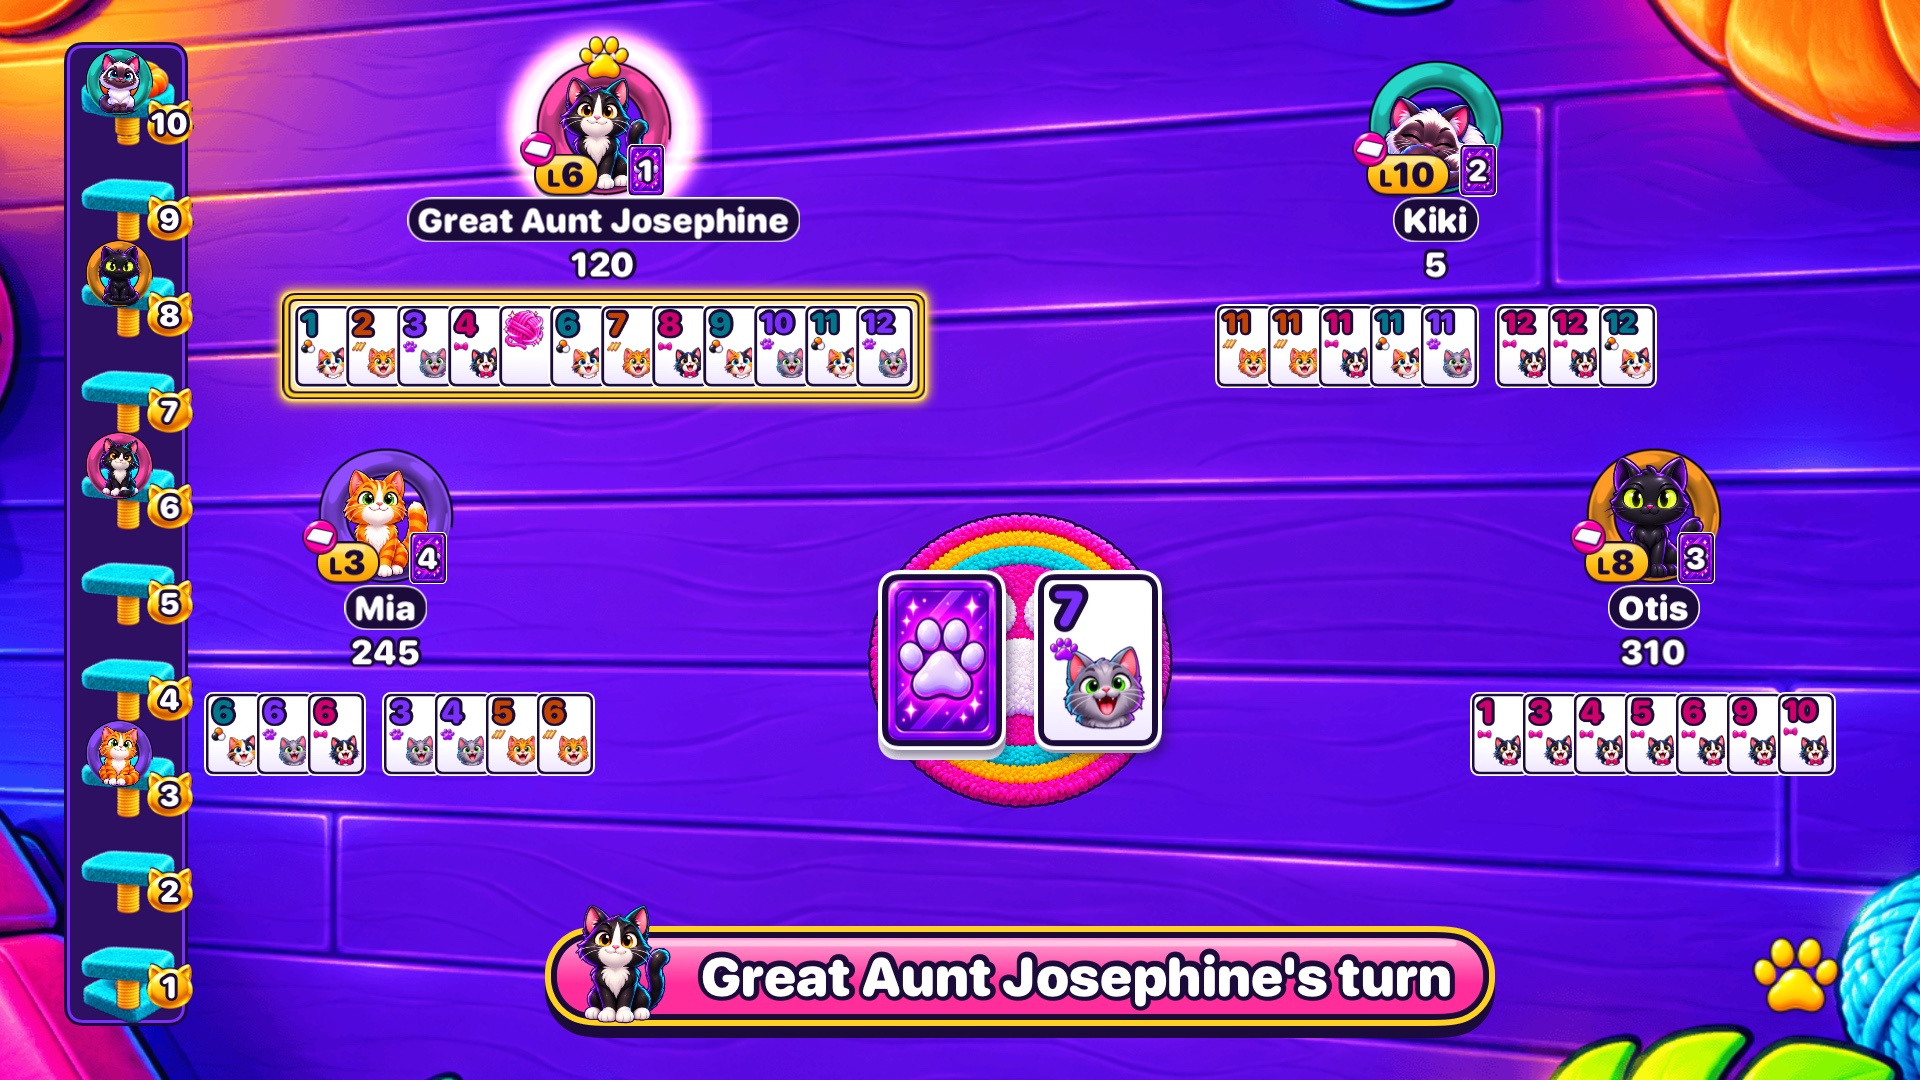 10
9
8
7
6
5
4
3
2
1
L6
1
Great Aunt Josephine
120
1 2 3 4 6 7 8 9 10 11 12
L10
2
Kiki
5
11 11 11 11 11 12 12 12
L3
4
Mia
245
6 6 6 3 4 5 6
7
L8
3
Otis
310
1 3 4 5 6 9 10
Great Aunt Josephine's turn